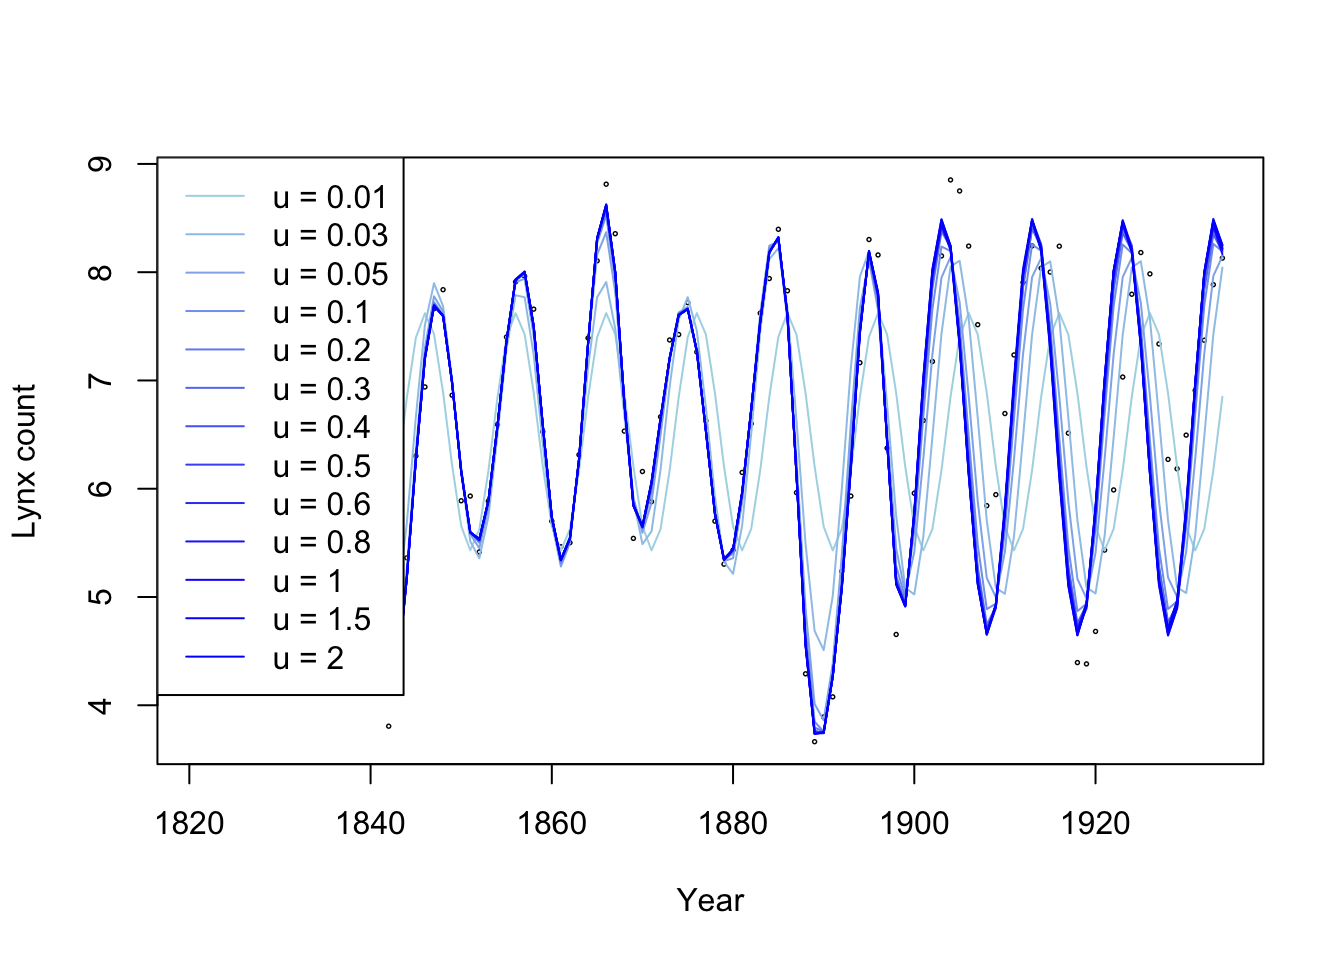 9
8
7
6
5
4
Lynx count
u = 0.01
u = 0.03
u = 0.05
u = 0.1
u = 0.2
u = 0.3
u = 0.4
u = 0.5
u = 0.6
u = 0.8
u = 1
u = 1.5
u = 2
1820 1840 1860 1880 1900 1920
Year